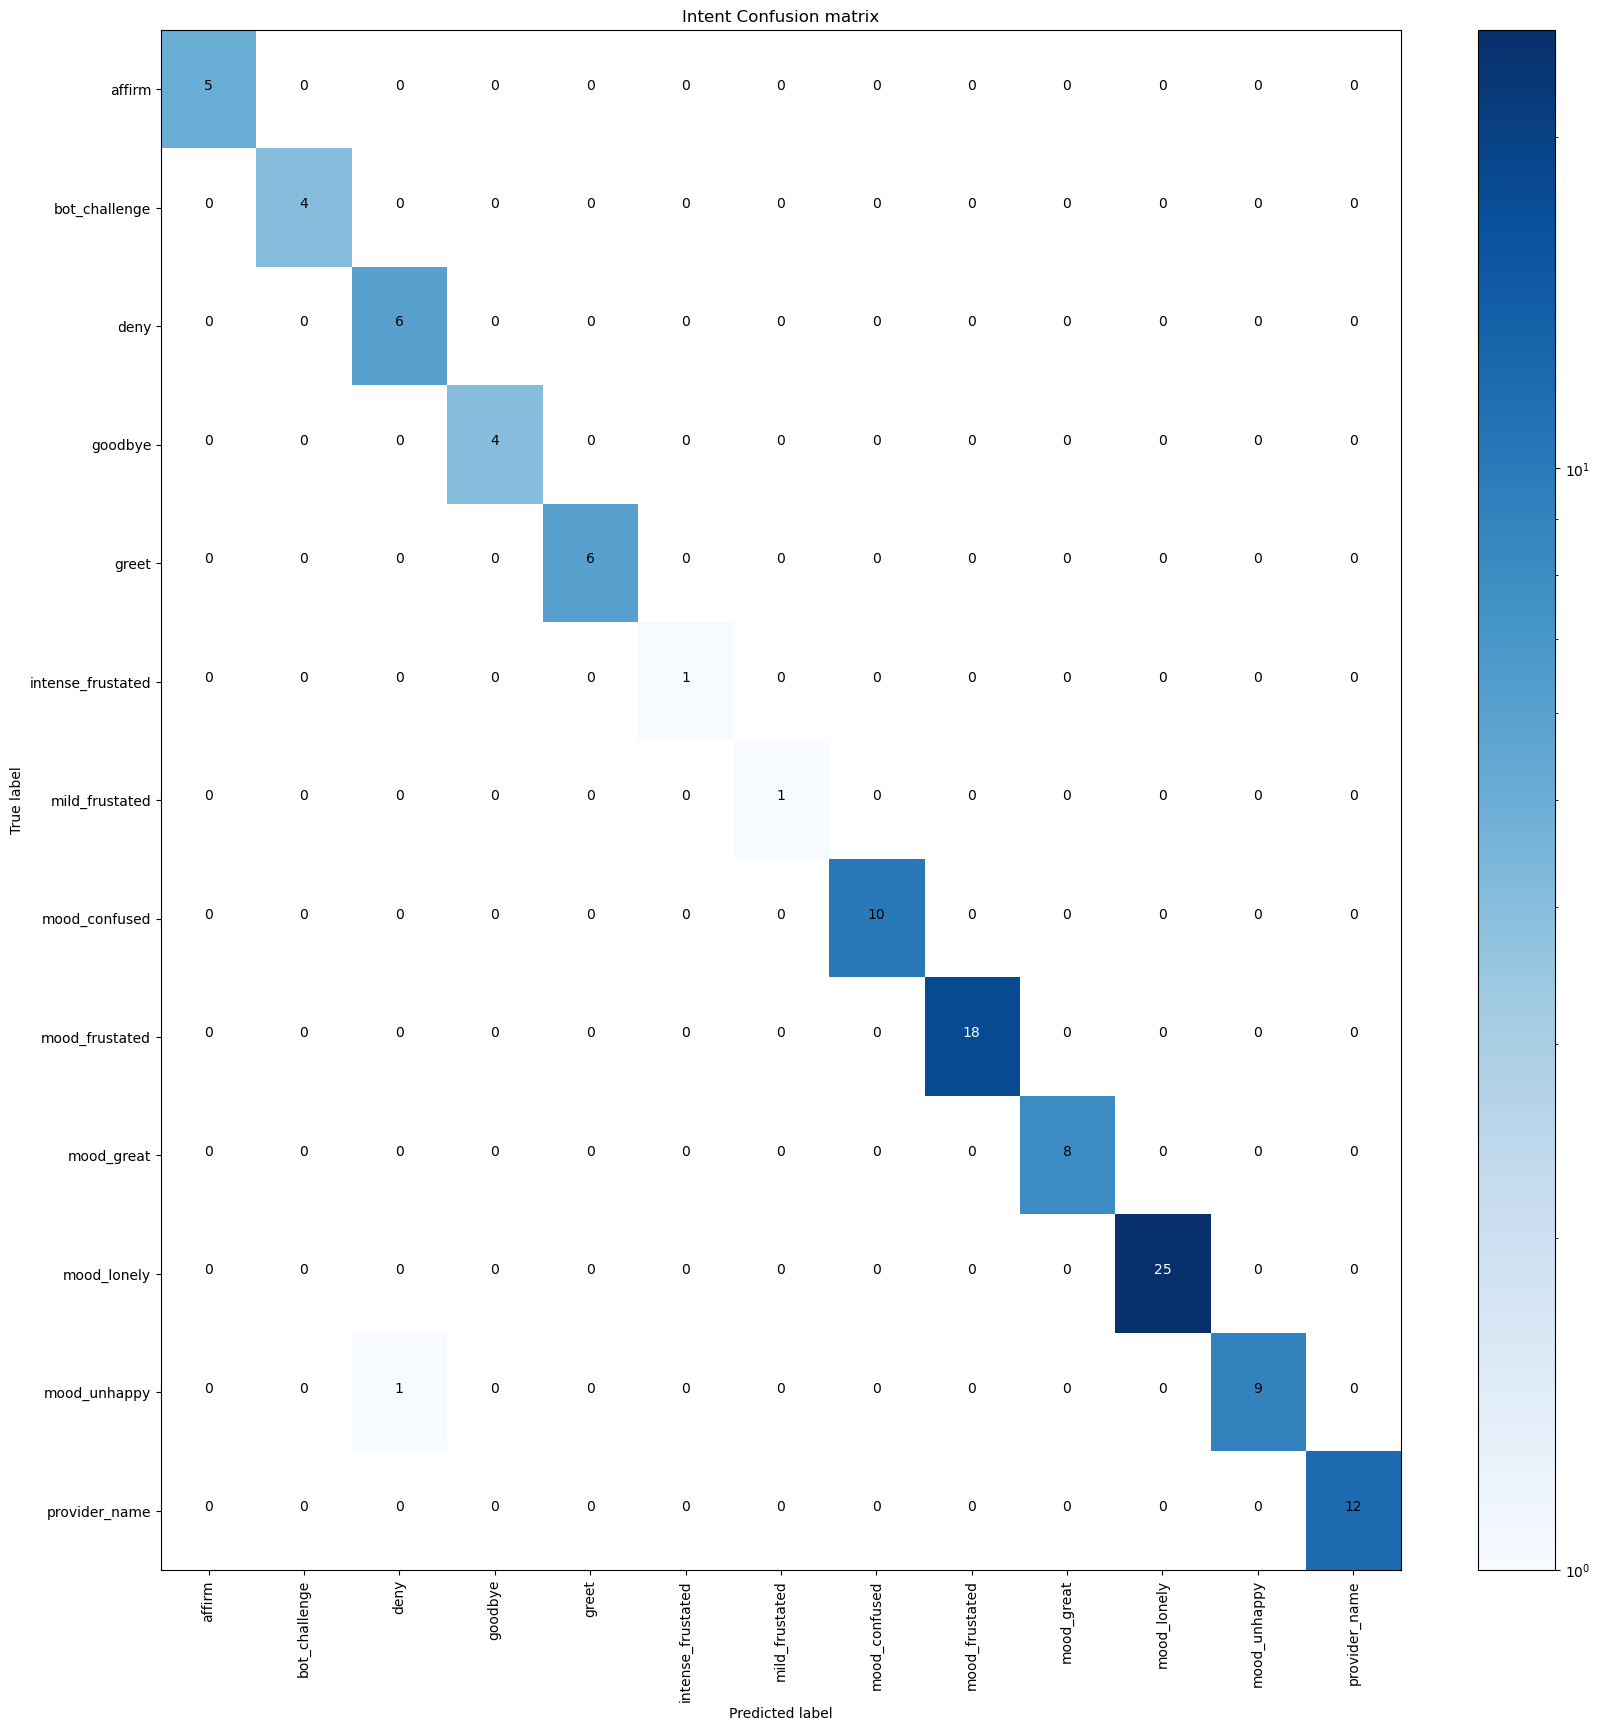 Intent Confusion matrix
affirm 5 0 0 0 0 0 0 0 0 0 0 0 0
bot_challenge 0 4 0 0 0 0 0 0 0 0 0 0 0
deny 0 0 6 0 0 0 0 0 0 0 0 0 0
goodbye 0 0 0 4 0 0 0 0 0 0 0 0 0
greet 0 0 0 0 6 0 0 0 0 0 0 0 0
intense_frustated 0 0 0 0 0 1 0 0 0 0 0 0 0
mild_frustated 0 0 0 0 0 0 1 0 0 0 0 0 0
mood_confused 0 0 0 0 0 0 0 10 0 0 0 0 0
mood_frustated 0 0 0 0 0 0 0 0 18 0 0 0 0
mood_great 0 0 0 0 0 0 0 0 0 8 0 0 0
mood_lonely 0 0 0 0 0 0 0 0 0 0 25 0 0
mood_unhappy 0 0 1 0 0 0 0 0 0 0 0 9 0
provider_name 0 0 0 0 0 0 0 0 0 0 0 0 12
True label
affirm
bot_challenge
deny
goodbye
greet
intense_frustated
mild_frustated
mood_confused
mood_frustated
mood_great
mood_lonely
mood_unhappy
provider_name
Predicted label
10¹
10⁰